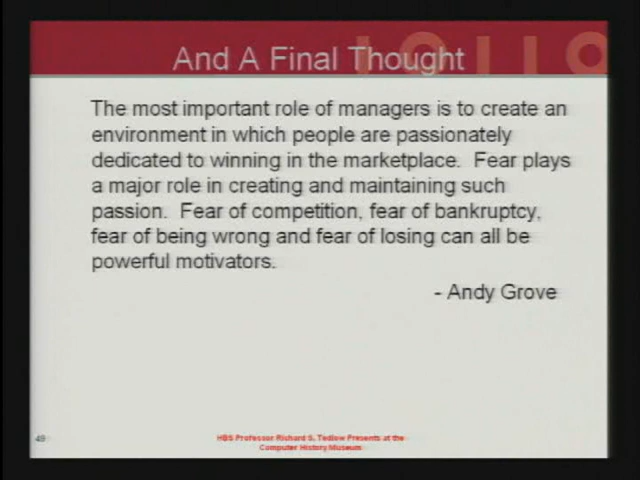 And A Final Thought
The most important role of managers is to create an
environment in which people are passionately
dedicated to winning in the marketplace. Fear plays
a major role in creating and maintaining such
passion. Fear of competition, fear of bankruptcy,
fear of being wrong and fear of losing can all be
powerful motivators.
- Andy Grove
49
HBS Professor Richard S. Tedlow Presents at the
Computer History Museum